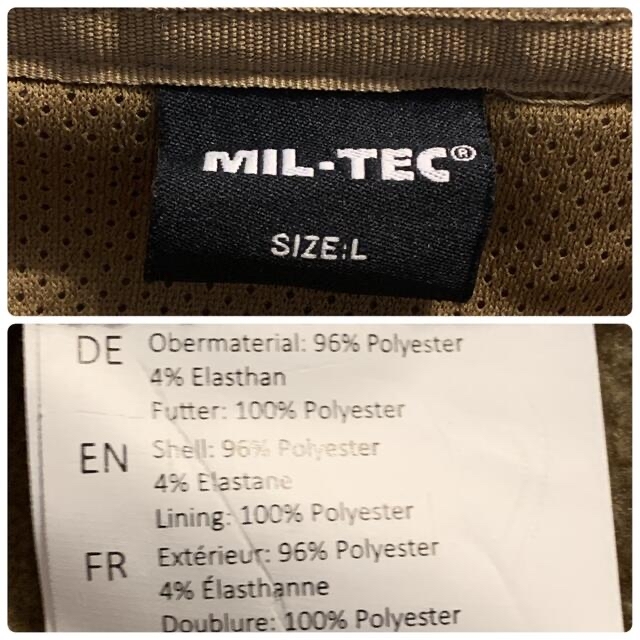 MIL-TEC®
SIZE:L
DE Obermaterial: 96% Polyester
4% Elasthan
Futter: 100% Polyester
EN Shell: 96% Polyester
4% Elastane
Lining: 100% Polyester
FR Extérieur: 96% Polyester
4% Élasthanne
Doublure: 100% Polyester